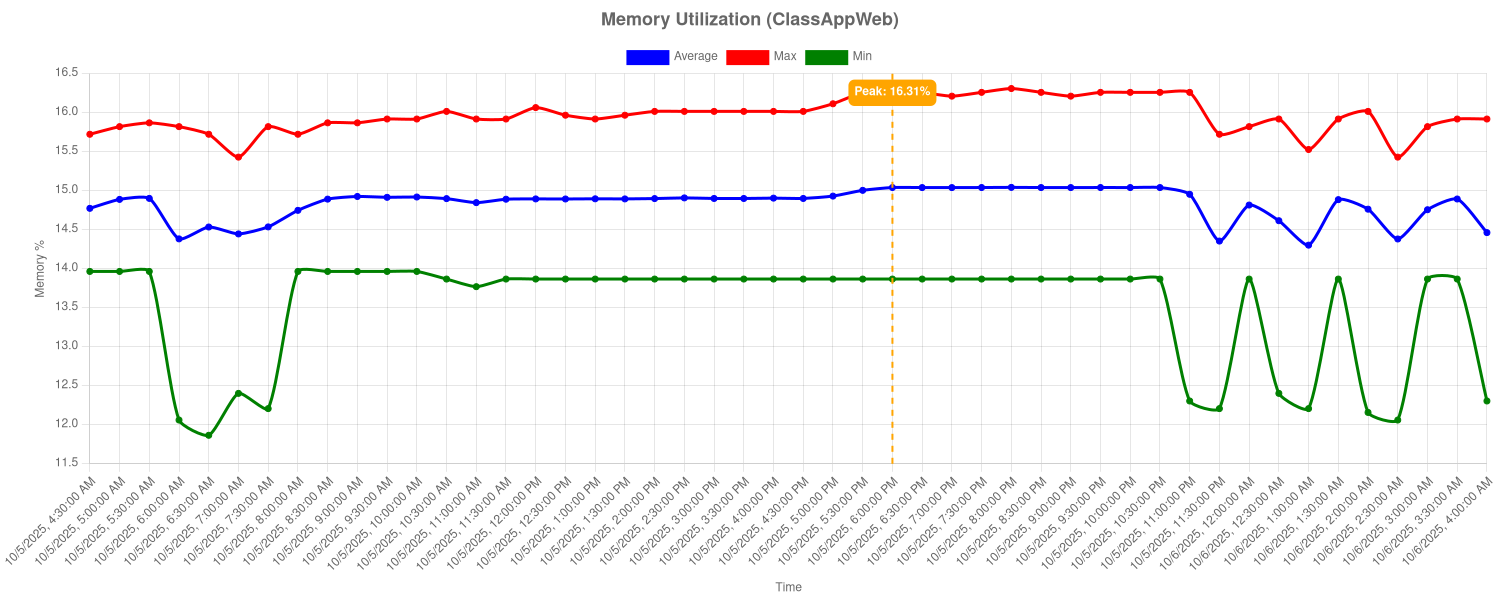 Memory Utilization (ClassAppWeb)
Average Max Min
Peak: 16.31%
16.5
16.0
15.5
15.0
14.5
14.0
13.5
13.0
12.5
12.0
11.5
Memory %
10/5/2025, 4:30:00 AM
10/5/2025, 5:00:00 AM
10/5/2025, 5:30:00 AM
10/5/2025, 6:00:00 AM
10/5/2025, 6:30:00 AM
10/5/2025, 7:00:00 AM
10/5/2025, 7:30:00 AM
10/5/2025, 8:00:00 AM
10/5/2025, 8:30:00 AM
10/5/2025, 9:00:00 AM
10/5/2025, 9:30:00 AM
10/5/2025, 10:00:00 AM
10/5/2025, 10:30:00 AM
10/5/2025, 11:00:00 AM
10/5/2025, 11:30:00 AM
10/5/2025, 12:00:00 PM
10/5/2025, 12:30:00 PM
10/5/2025, 1:00:00 PM
10/5/2025, 1:30:00 PM
10/5/2025, 2:00:00 PM
10/5/2025, 2:30:00 PM
10/5/2025, 3:00:00 PM
10/5/2025, 3:30:00 PM
10/5/2025, 4:00:00 PM
10/5/2025, 4:30:00 PM
10/5/2025, 5:00:00 PM
10/5/2025, 5:30:00 PM
10/5/2025, 6:00:00 PM
10/5/2025, 6:30:00 PM
10/5/2025, 7:00:00 PM
10/5/2025, 7:30:00 PM
10/5/2025, 8:00:00 PM
10/5/2025, 8:30:00 PM
10/5/2025, 9:00:00 PM
10/5/2025, 9:30:00 PM
10/5/2025, 10:00:00 PM
10/5/2025, 10:30:00 PM
10/5/2025, 11:00:00 PM
10/5/2025, 11:30:00 PM
10/6/2025, 12:00:00 AM
10/6/2025, 12:30:00 AM
10/6/2025, 1:00:00 AM
10/6/2025, 1:30:00 AM
10/6/2025, 2:00:00 AM
10/6/2025, 2:30:00 AM
10/6/2025, 3:00:00 AM
10/6/2025, 3:30:00 AM
10/6/2025, 4:00:00 AM
Time